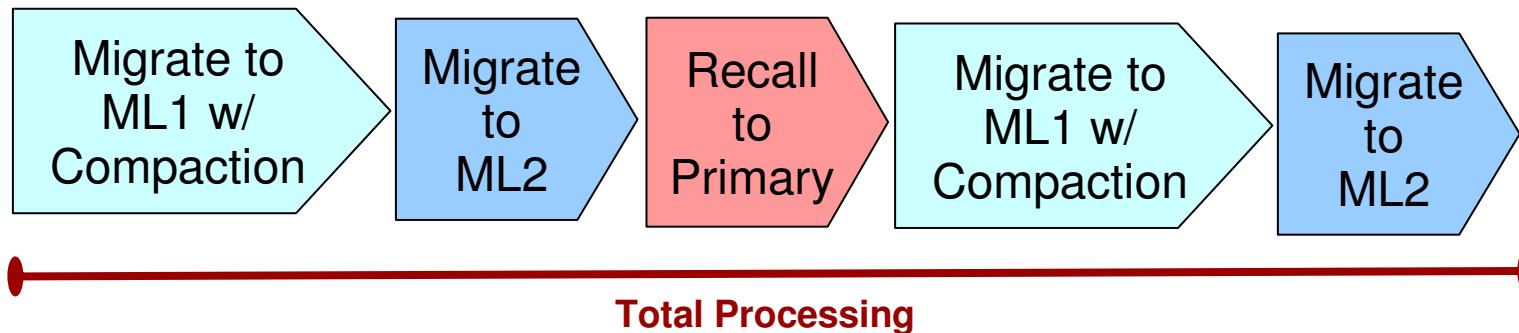 Migrate to
ML1 w/
Compaction
Migrate
to
ML2
Recall
to
Primary
Migrate to
ML1 w/
Compaction
Migrate
to
ML2
Total Processing